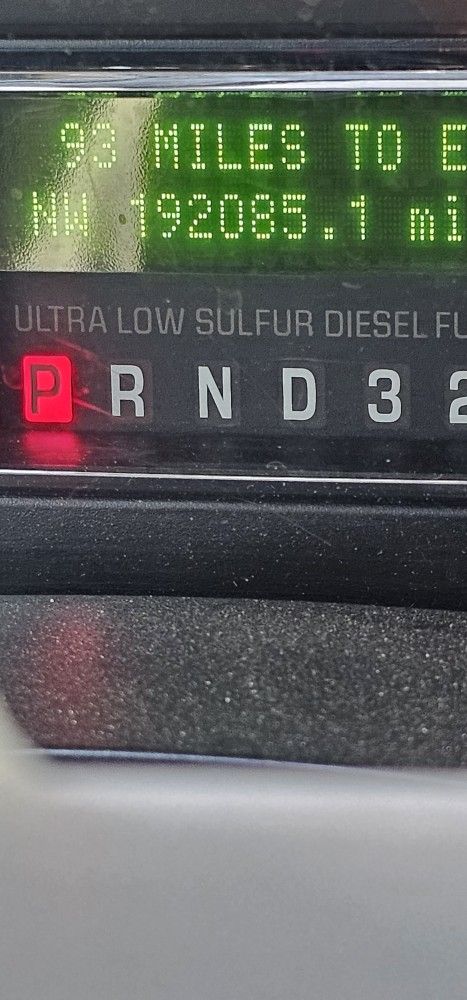 93 MILES TO E
NW 192085.1 mi
ULTRA LOW SULFUR DIESEL FU
P R N D 3 2